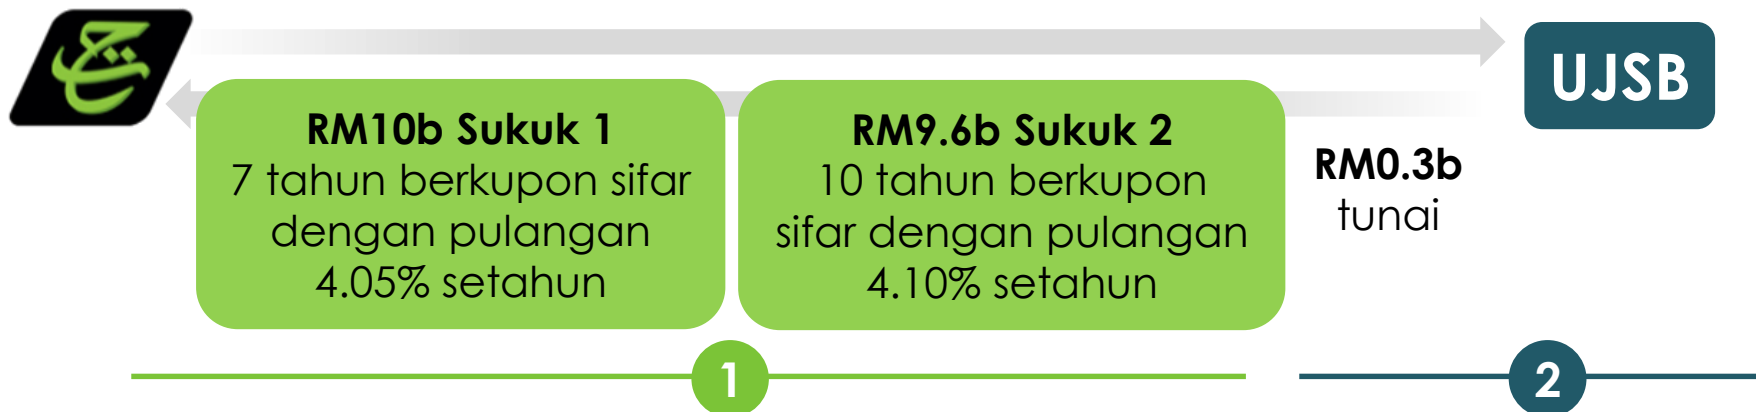 UJSB
RM10b Sukuk 1
7 tahun berkupon sifar
dengan pulangan
4.05% setahun
RM9.6b Sukuk 2
10 tahun berkupon
sifar dengan pulangan
4.10% setahun
RM0.3b
tunai
1
2